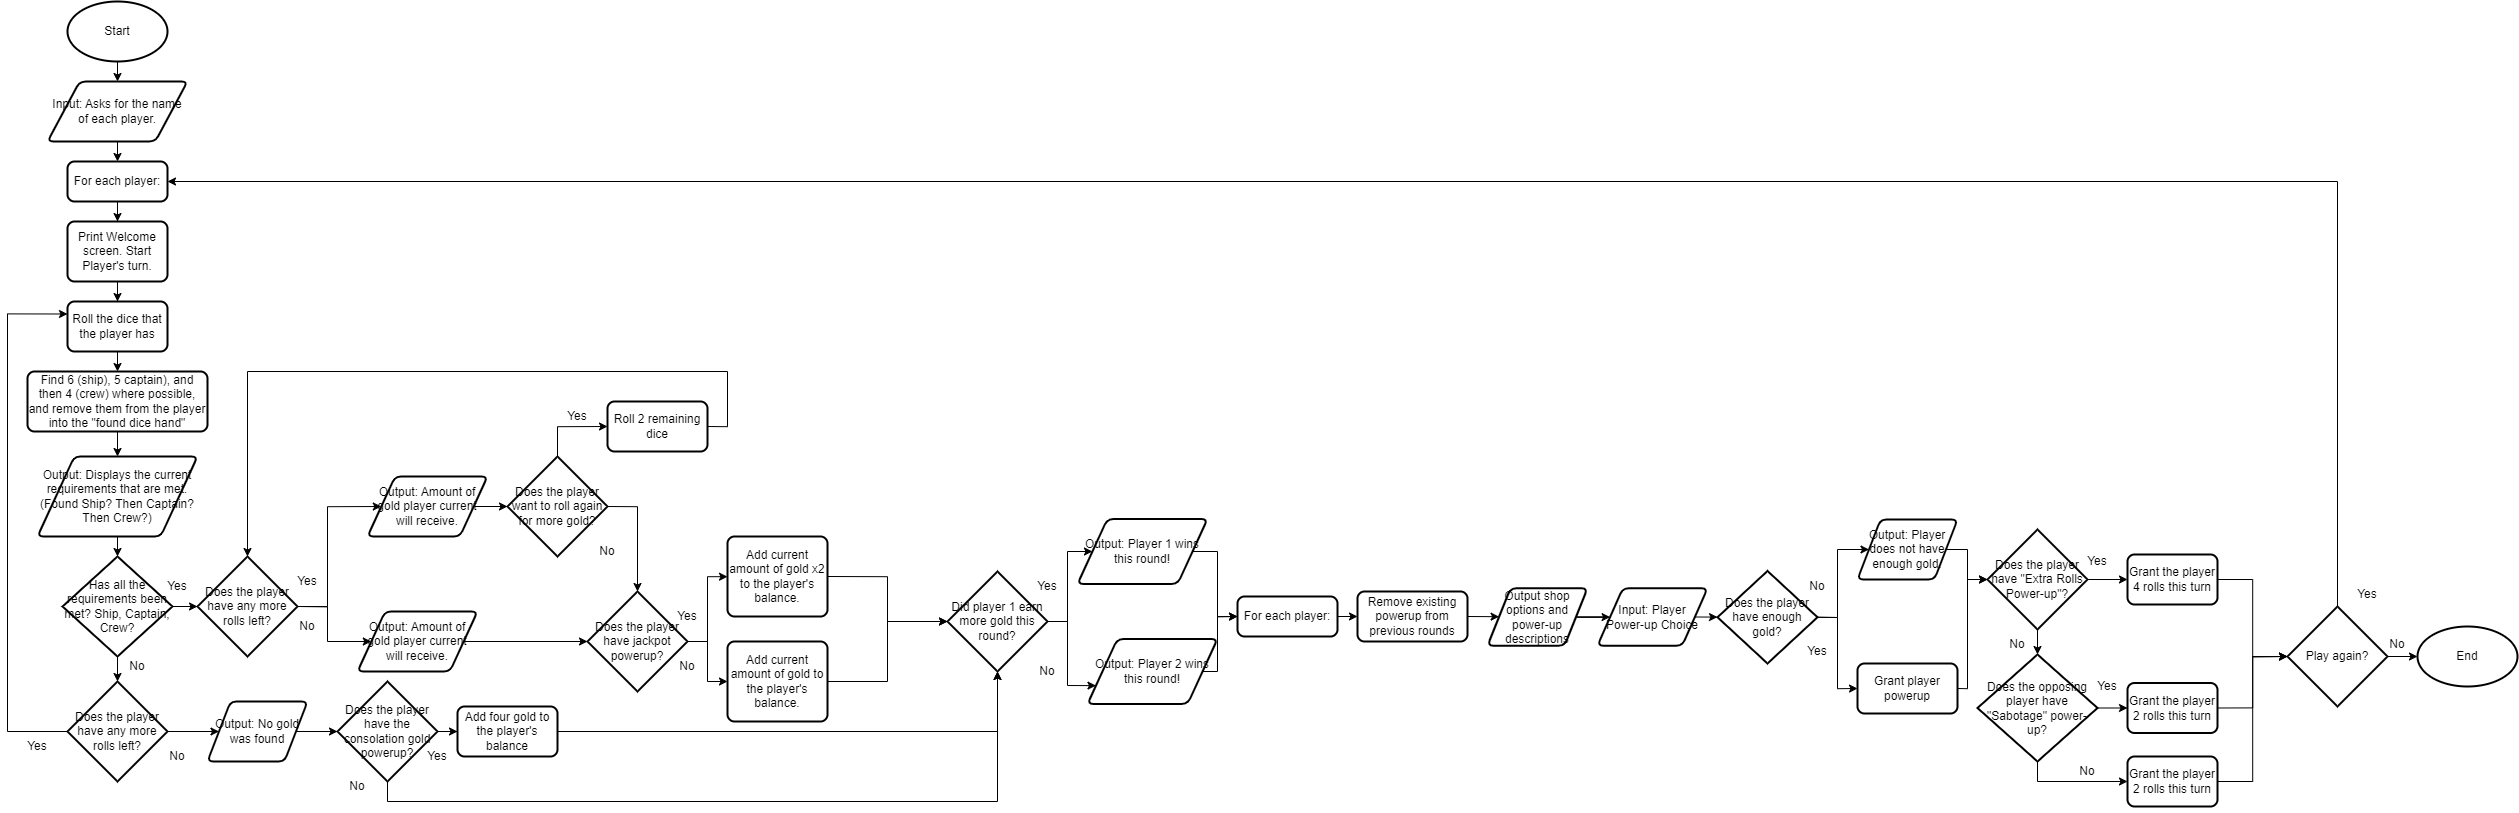 Start
Input: Asks for the name
of each player.
For each player:
Print Welcome
screen. Start
Player's turn.
Roll the dice that
the player has
Find 6 (ship), 5 captain), and
then 4 (crew) where possible,
and remove them from the player
into the "found dice hand"
Output: Displays the current
requirements that are met.
(Found Ship? Then Captain?
Then Crew?)
Has all the
requirements been
met? Ship, Captain,
Crew?
Yes
No
Does the player
have any more
rolls left?
Yes
No
Output: No gold
was found
Does the player
have the
consolation gold
powerup?
Yes
No
Add four gold to
the player's
balance
Does the player
have any more
rolls left?
Yes
No
Output: Amount of
gold player current
will receive.
Does the player
want to roll again
for more gold?
Yes
No
Roll 2 remaining
dice
Output: Amount of
gold player current
will receive.
Does the player
have jackpot
powerup?
Yes
No
Add current
amount of gold x2
to the player's
balance.
Add current
amount of gold to
the player's
balance.
Did player 1 earn
more gold this
round?
Yes
No
Output: Player 1 wins
this round!
Output: Player 2 wins
this round!
For each player:
Remove existing
powerup from
previous rounds
Output shop
options and
power-up
descriptions
Input: Player
Power-up Choice
Does the player
have enough
gold?
No
Yes
Output: Player
does not have
enough gold
Grant player
powerup
Does the player
have "Extra Rolls
Power-up"?
Yes
No
Grant the player
4 rolls this turn
Does the opposing
player have
"Sabotage" power-
up?
Yes
No
Grant the player
2 rolls this turn
Grant the player
2 rolls this turn
Play again?
Yes
No
End